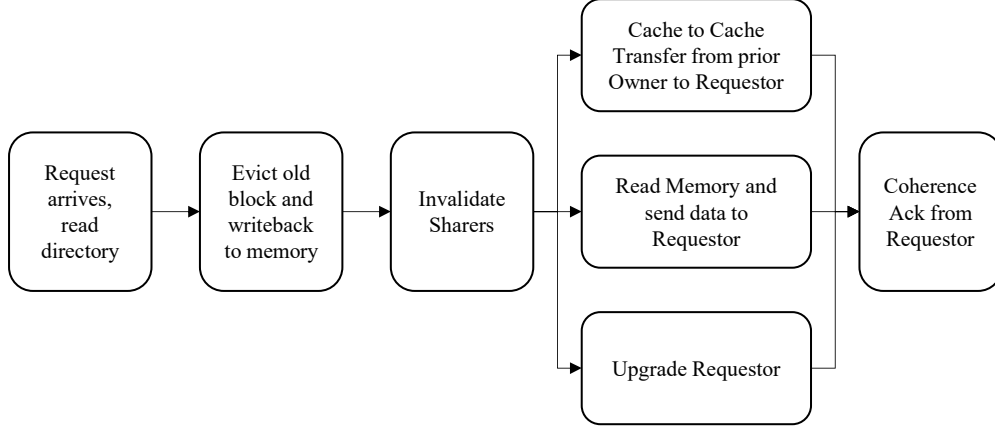 Request
arrives,
read
directory
Evict old
block and
writeback
to memory
Invalidate
Sharers
Cache to Cache
Transfer from prior
Owner to Requestor
Read Memory and
send data to
Requestor
Upgrade Requestor
Coherence
Ack from
Requestor